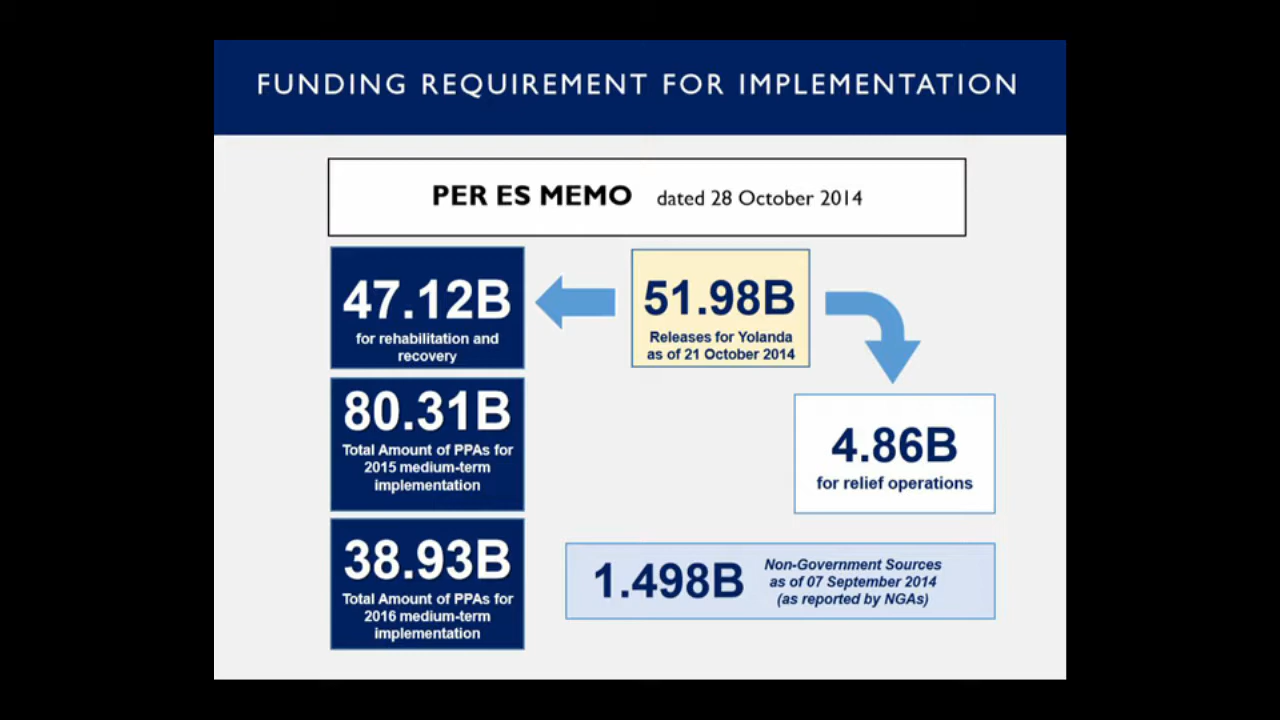 FUNDING REQUIREMENT FOR IMPLEMENTATION
PER ES MEMO dated 28 October 2014
47.12B
for rehabilitation and
recovery
51.98B
Releases for Yolanda
as of 21 October 2014
80.31B
Total Amount of PPAs for
2015 medium-term
implementation
4.86B
for relief operations
38.93B
Total Amount of PPAs for
2016 medium-term
implementation
1.498B
Non-Government Sources
as of 07 September 2014
(as reported by NGAs)